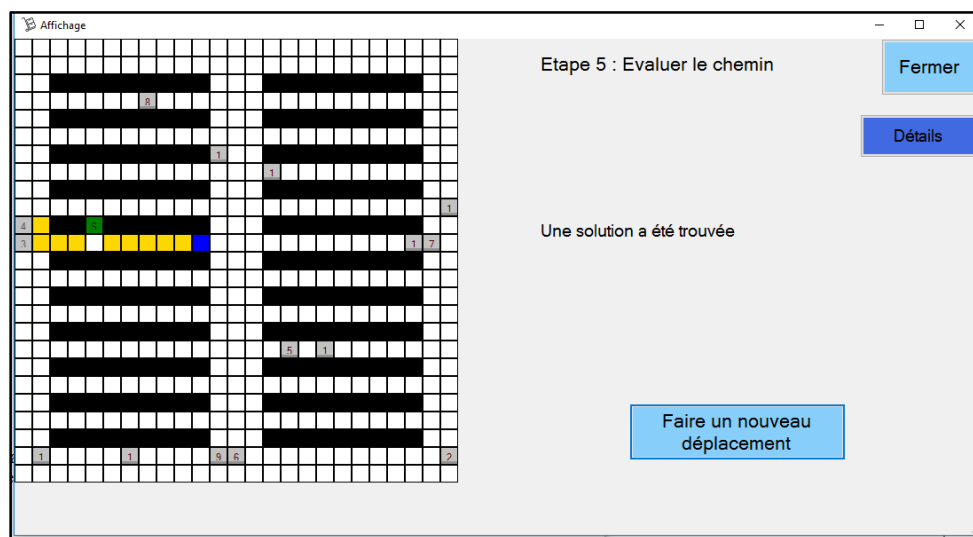 Affichage
Etape 5 : Evaluer le chemin
Fermer
8
Détails
1
1
1
4 S
3 1 7
Une solution a été trouvée
5 1
Faire un nouveau
déplacement
1 1 9 6 2